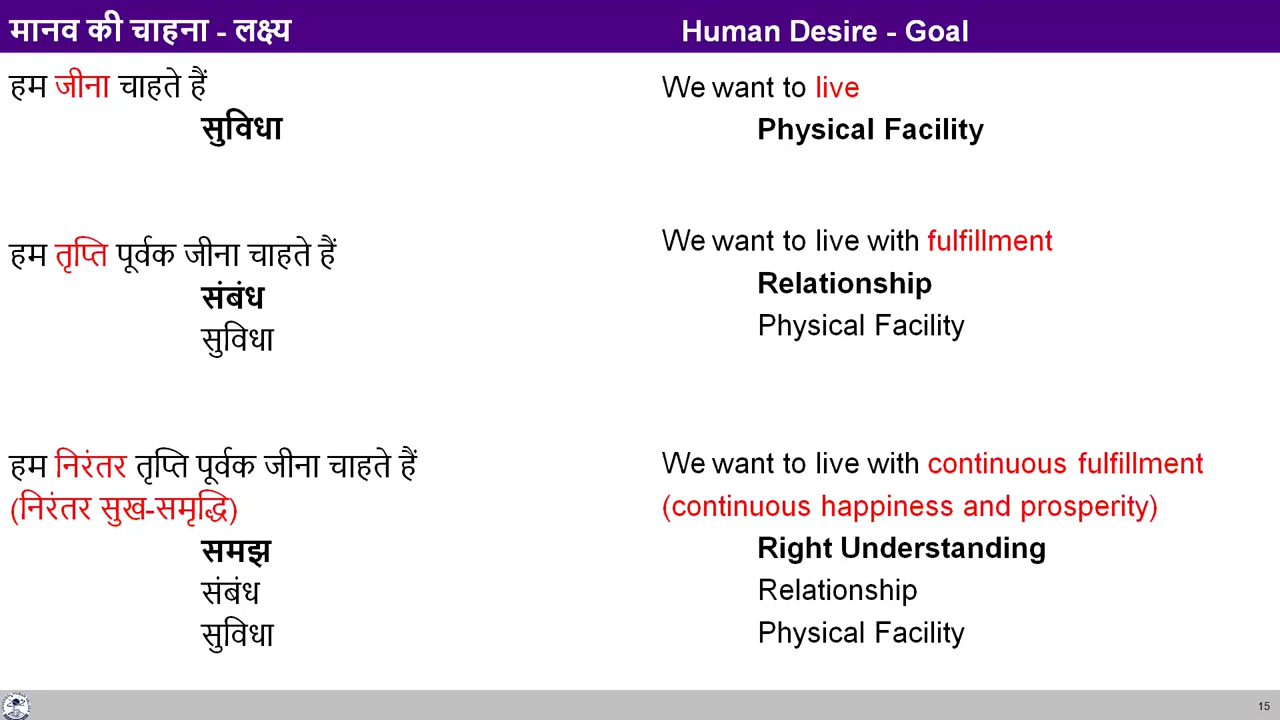 मानव की चाहना - लक्ष्य
Human Desire - Goal
हम जीना चाहते हैं
सुविधा
हम तृप्ति पूर्वक जीना चाहते हैं
संबंध
सुविधा
हम निरंतर तृप्ति पूर्वक जीना चाहते हैं
(निरंतर सुख-समृद्धि)
समझ
संबंध
सुविधा
We want to live
Physical Facility
We want to live with fulfillment
Relationship
Physical Facility
We want to live with continuous fulfillment
(continuous happiness and prosperity)
Right Understanding
Relationship
Physical Facility
15